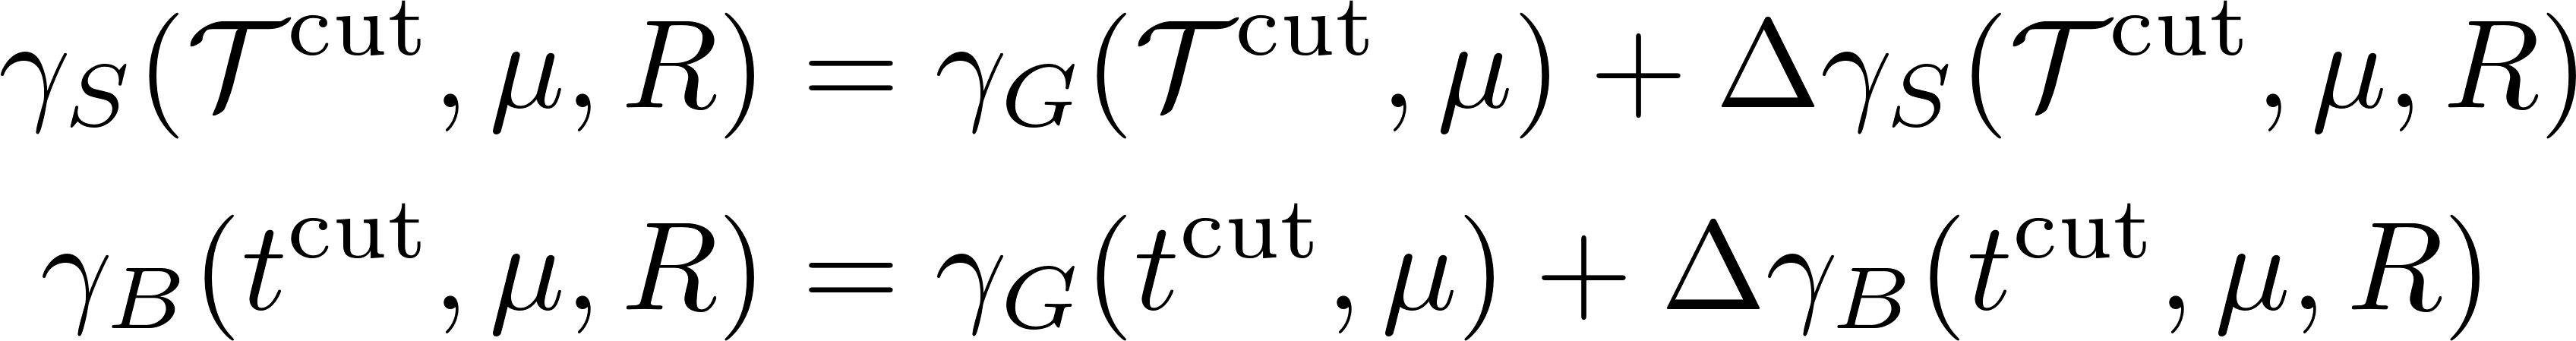 γ_S(𝒯^cut, μ, R) = γ_G(𝒯^cut, μ) + Δγ_S(𝒯^cut, μ, R)
γ_B(t^cut, μ, R) = γ_G(t^cut, μ) + Δγ_B(t^cut, μ, R)